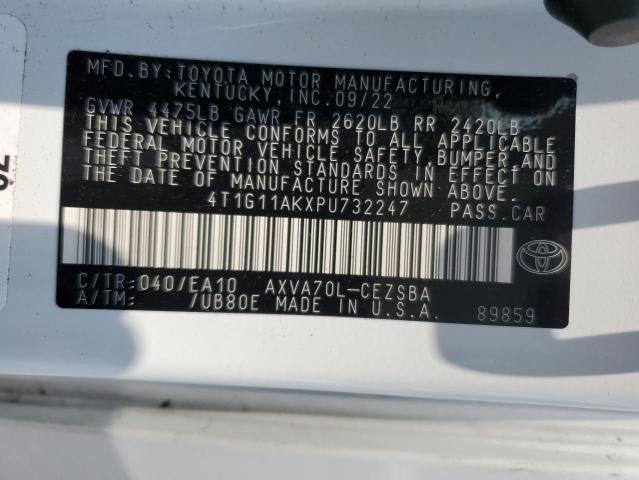 MFD.BY:TOYOTA MOTOR MANUFACTURING,
KENTUCKY, INC.09/22
GVWR 4475LB GAWR FR 2620LB RR 2420LB
THIS VEHICLE CONFORMS TO ALL APPLICABLE
FEDERAL MOTOR VEHICLE SAFETY, BUMPER, AND
THEFT PREVENTION STANDARDS IN EFFECT ON
THE DATE OF MANUFACTURE SHOWN ABOVE.
4T1G11AKXPU732247 PASS.CAR
C/TR:040/EA10 AXVA70L-CEZSBA
A/TM: /UB80E MADE IN U.S.A.
89859